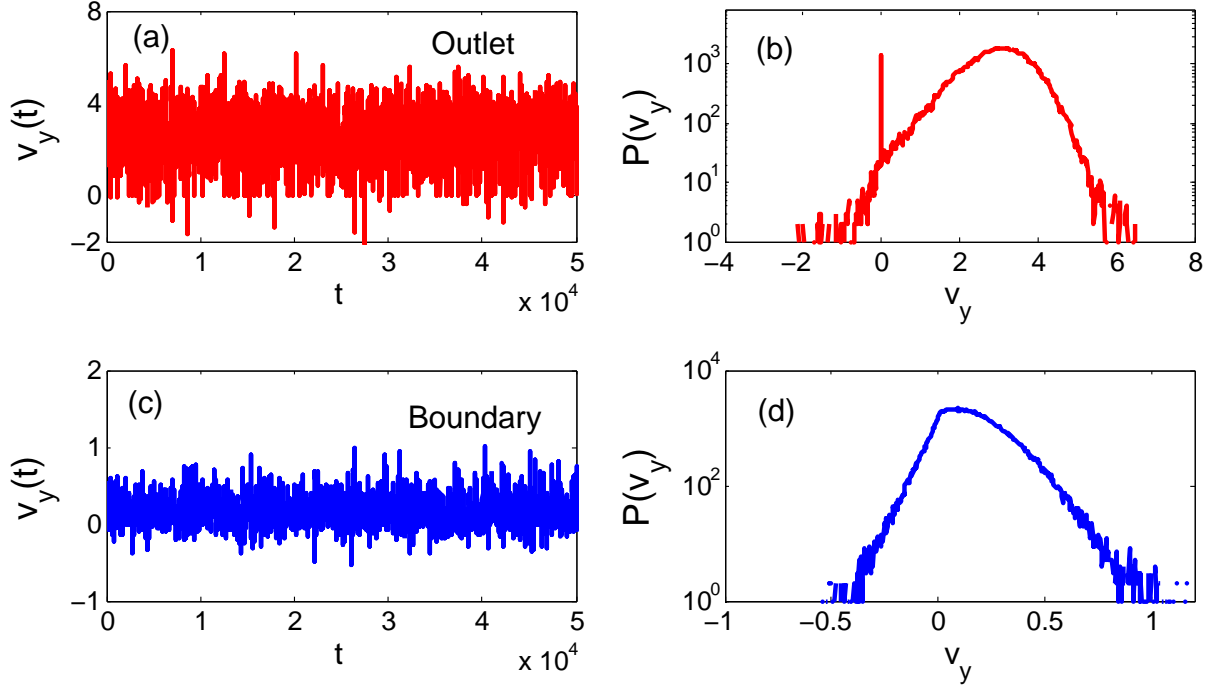 (a)
Outlet
8
4
0
−2
v_y(t)
0 1 2 3 4 5
t
x 10^4
(b)
10^3
10^2
10^1
10^0
P(v_y)
−4 −2 0 2 4 6 8
v_y
(c)
Boundary
2
1
0
−1
v_y(t)
0 1 2 3 4 5
t
x 10^4
(d)
10^4
10^2
10^0
P(v_y)
−1 −0.5 0 0.5 1
v_y